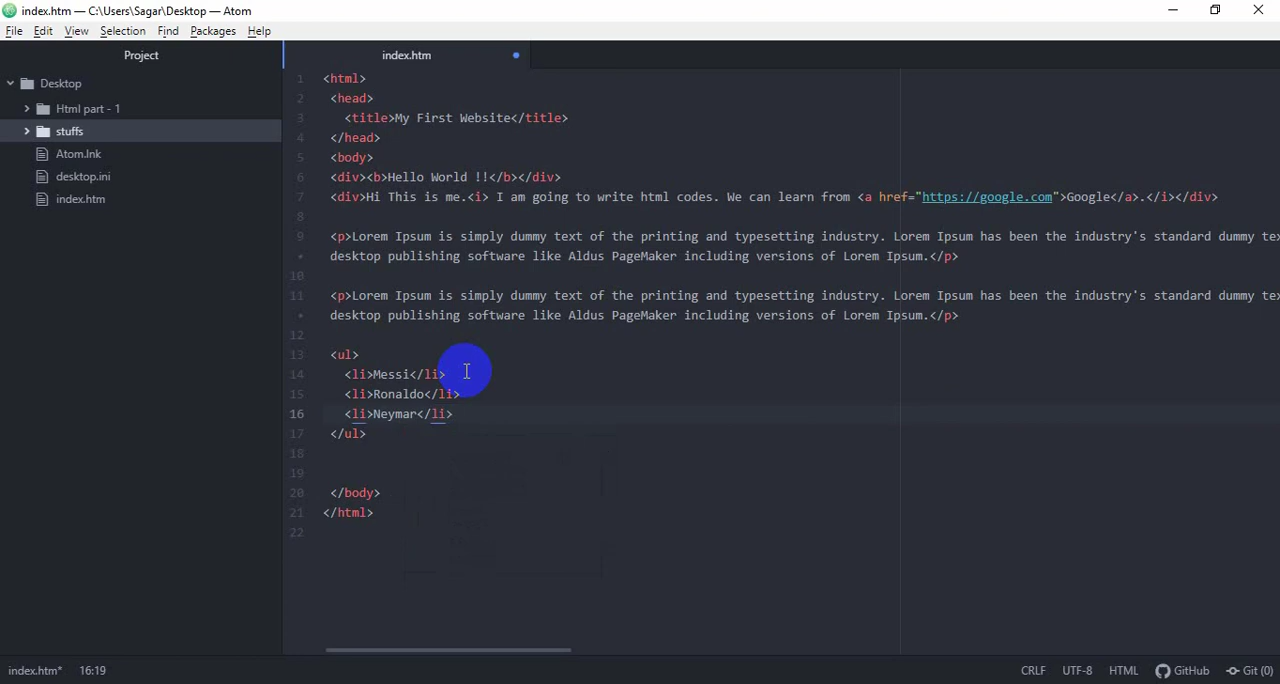 index.htm — C:\Users\Sagar\Desktop — Atom
File Edit View Selection Find Packages Help
Project
index.htm
Desktop
Html part - 1
stuffs
Atom.lnk
desktop.ini
index.htm
1 <html>
2 <head>
3 <title>My First Website</title>
4 </head>
5 <body>
6 <div><b>Hello World !!</b></div>
7 <div>Hi This is me.<i> I am going to write html codes. We can learn from <a href="https://google.com">Google</a>.</i></div>
8
9 <p>Lorem Ipsum is simply dummy text of the printing and typesetting industry. Lorem Ipsum has been the industry's standard dummy
• desktop publishing software like Aldus PageMaker including versions of Lorem Ipsum.</p>
10
11 <p>Lorem Ipsum is simply dummy text of the printing and typesetting industry. Lorem Ipsum has been the industry's standard dummy
• desktop publishing software like Aldus PageMaker including versions of Lorem Ipsum.</p>
12
13 <ul>
14 <li>Messi</li>
15 <li>Ronaldo</li>
16 <li>Neymar</li>
17 </ul>
18
19
20 </body>
21 </html>
22
index.htm* 16:19 CRLF UTF-8 HTML GitHub Git (0)